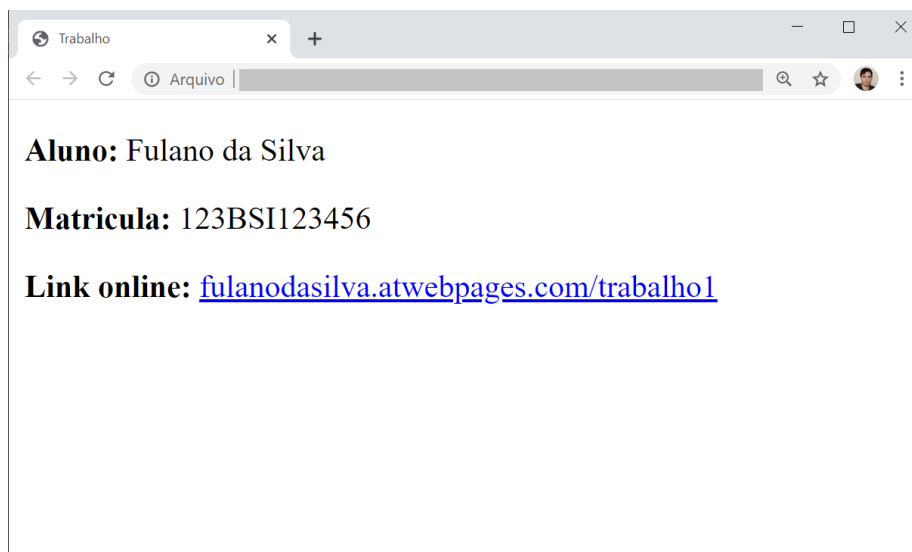 Trabalho
Arquivo
Aluno: Fulano da Silva
Matricula: 123BSI123456
Link online: fulanodasilva.atwebpages.com/trabalho1